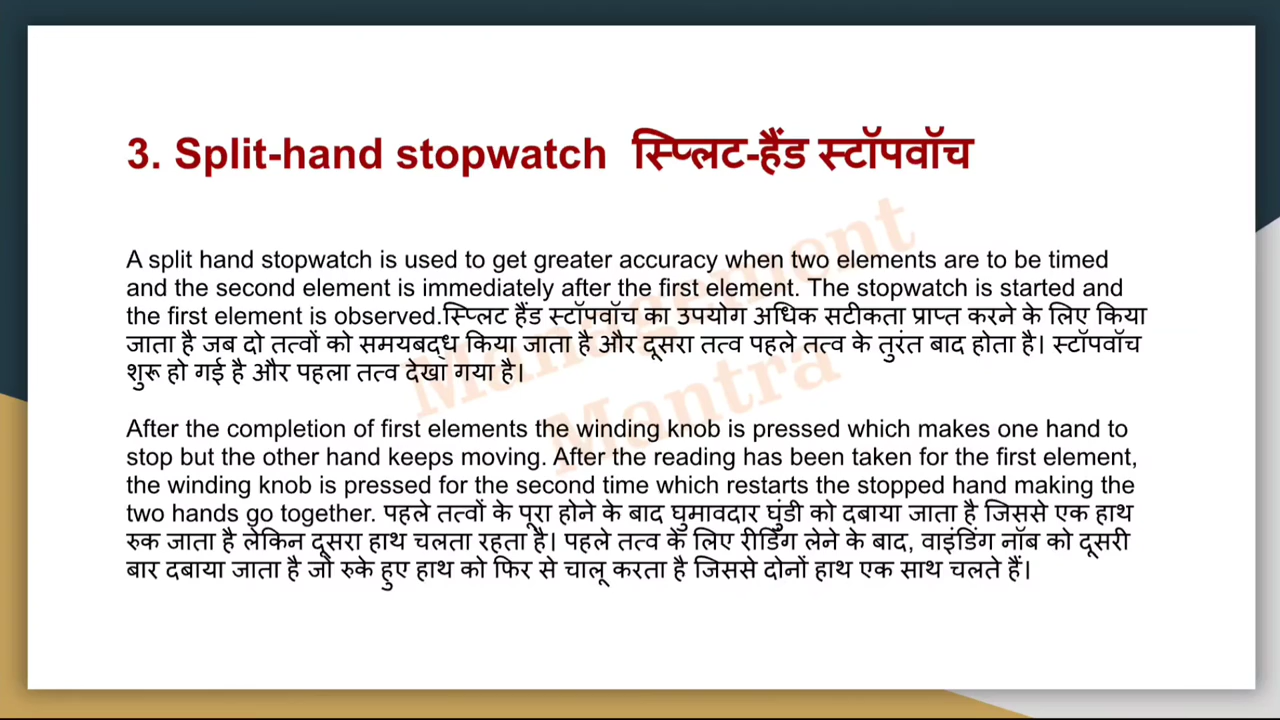 3. Split-hand stopwatch स्प्लिट-हैंड स्टॉपवॉच
A split hand stopwatch is used to get greater accuracy when two elements are to be timed
and the second element is immediately after the first element. The stopwatch is started and
the first element is observed.स्प्लिट हैंड स्टॉपवॉच का उपयोग अधिक सटीकता प्राप्त करने के लिए किया
जाता है जब दो तत्वों को समयबद्ध किया जाता है और दूसरा तत्व पहले तत्व के तुरंत बाद होता है। स्टॉपवॉच
शुरू हो गई है और पहला तत्व देखा गया है।
After the completion of first elements the winding knob is pressed which makes one hand to
stop but the other hand keeps moving. After the reading has been taken for the first element,
the winding knob is pressed for the second time which restarts the stopped hand making the
two hands go together. पहले तत्वों के पूरा होने के बाद घुमावदार घुंडी को दबाया जाता है जिससे एक हाथ
रुक जाता है लेकिन दूसरा हाथ चलता रहता है। पहले तत्व के लिए रीडिंग लेने के बाद, वाइंडिंग नॉब को दूसरी
बार दबाया जाता है जो रुके हुए हाथ को फिर से चालू करता है जिससे दोनों हाथ एक साथ चलते हैं।
Management
Mantra